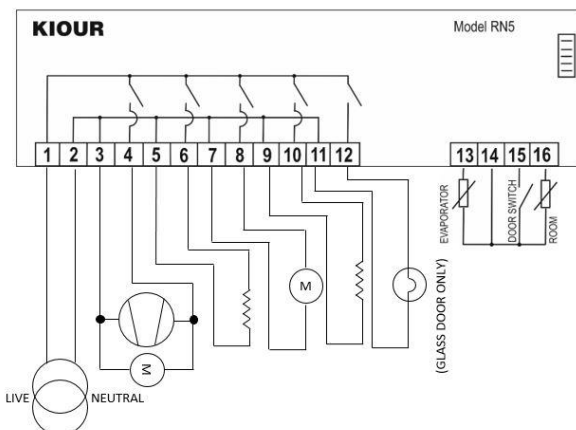 KIOUR
Model RN5
1 2 3 4 5 6 7 8 9 10 11 12
13 14 15 16
EVAPORATOR
DOOR SWITCH
ROOM
M
M
(GLASS DOOR ONLY)
LIVE
NEUTRAL